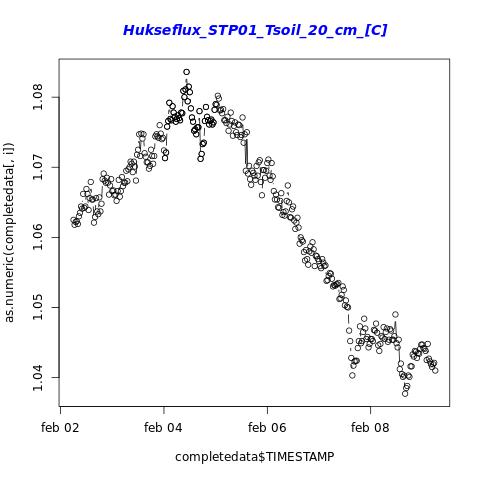 Hukseflux_STP01_Tsoil_20_cm_[C]
as.numeric(completedata[, i])
1.08
1.07
1.06
1.05
1.04
feb 02
feb 04
feb 06
feb 08
completedata$TIMESTAMP